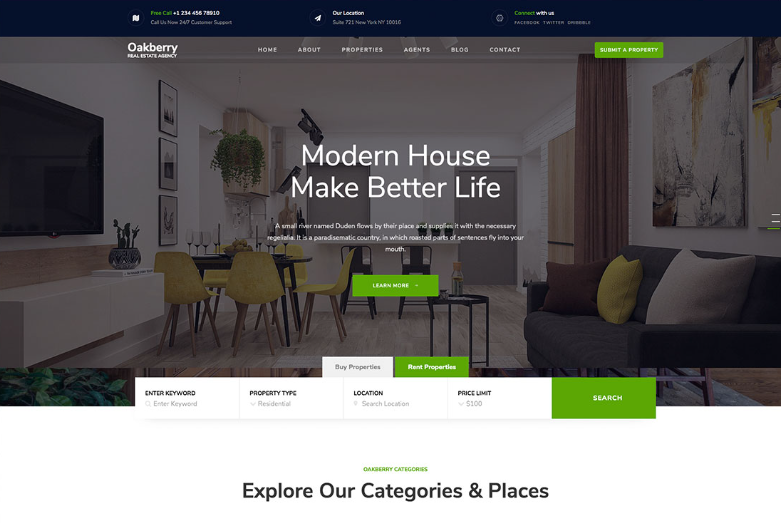 Free Call +1 234 456 78910
Call Us Now 24/7 Customer Support
Our Location
Suite 721 New York NY 10016
Connect with us
FACEBOOK TWITTER DRIBBBLE
Oakberry
REAL ESTATE AGENCY
HOME ABOUT PROPERTIES AGENTS BLOG CONTACT
SUBMIT A PROPERTY
Modern House
Make Better Life
A small river named Duden flows by their place and supplies it with the necessary
regelialia. It is a paradisematic country, in which roasted parts of sentences fly into your
mouth.
LEARN MORE
Buy Properties
Rent Properties
ENTER KEYWORD
Enter Keyword
PROPERTY TYPE
Residential
LOCATION
Search Location
PRICE LIMIT
$100
SEARCH
OAKBERRY CATEGORIES
Explore Our Categories & Places